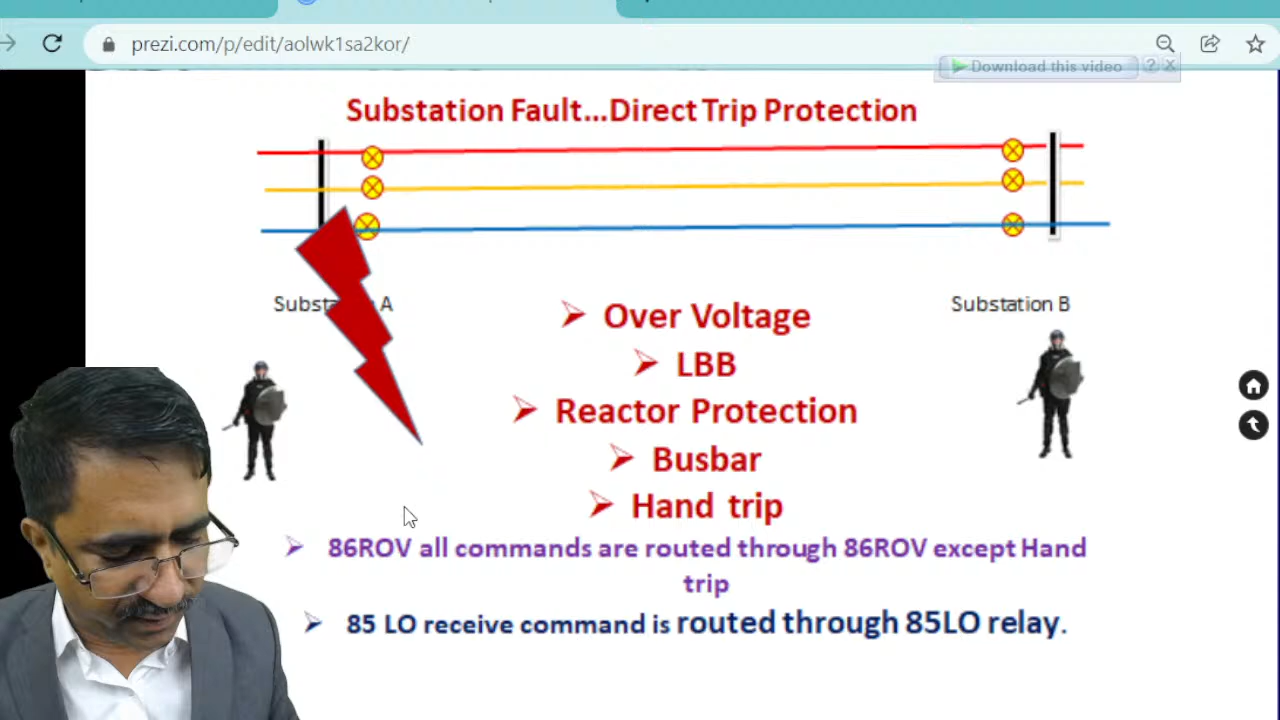 prezi.com/p/edit/aolwk1sa2kor/
Download this video ? X
Substation Fault...Direct Trip Protection
Substation B
Over Voltage
LBB
Reactor Protection
Busbar
Hand trip
86ROV all commands are routed through 86ROV except Hand
trip
85 LO receive command is routed through 85LO relay.